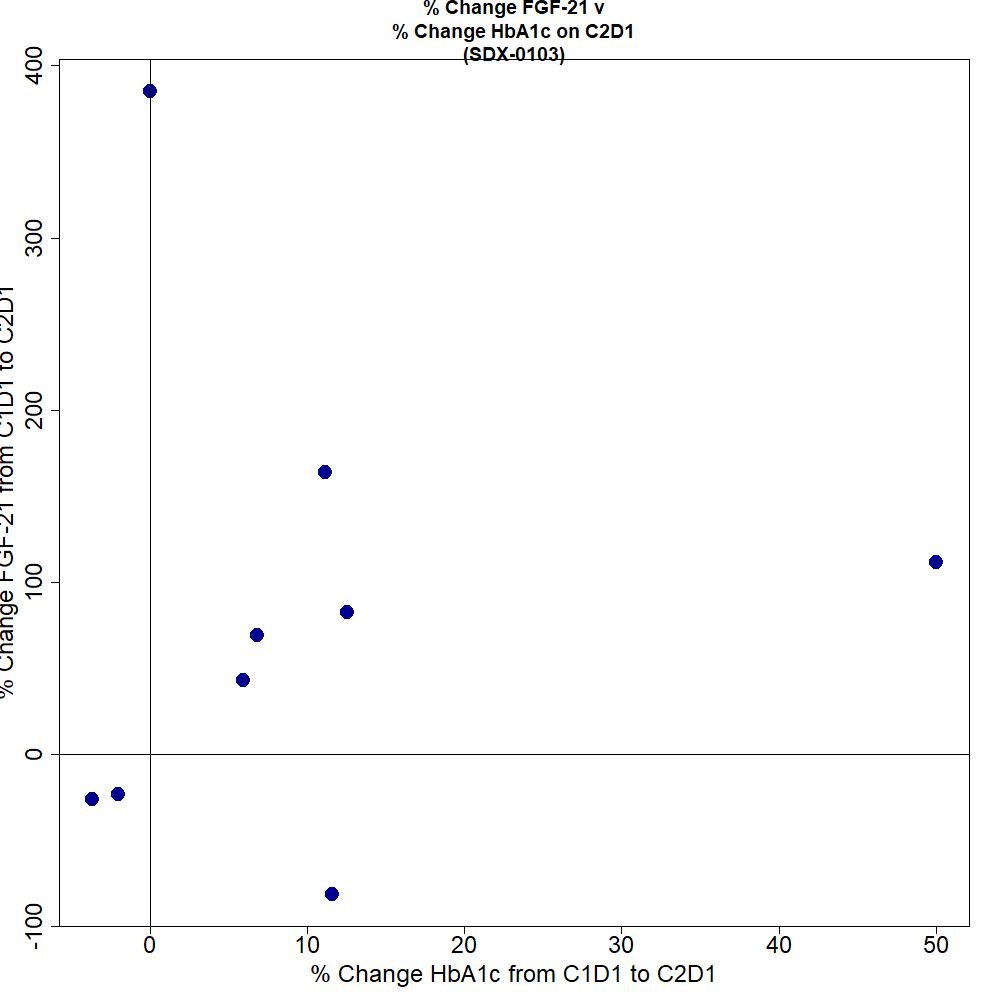 % Change FGF-21 v
% Change HbA1c on C2D1
(SDX-0103)
% Change FGF-21 from C1D1 to C2D1
400
300
200
100
0
-100
0 10 20 30 40 50
% Change HbA1c from C1D1 to C2D1